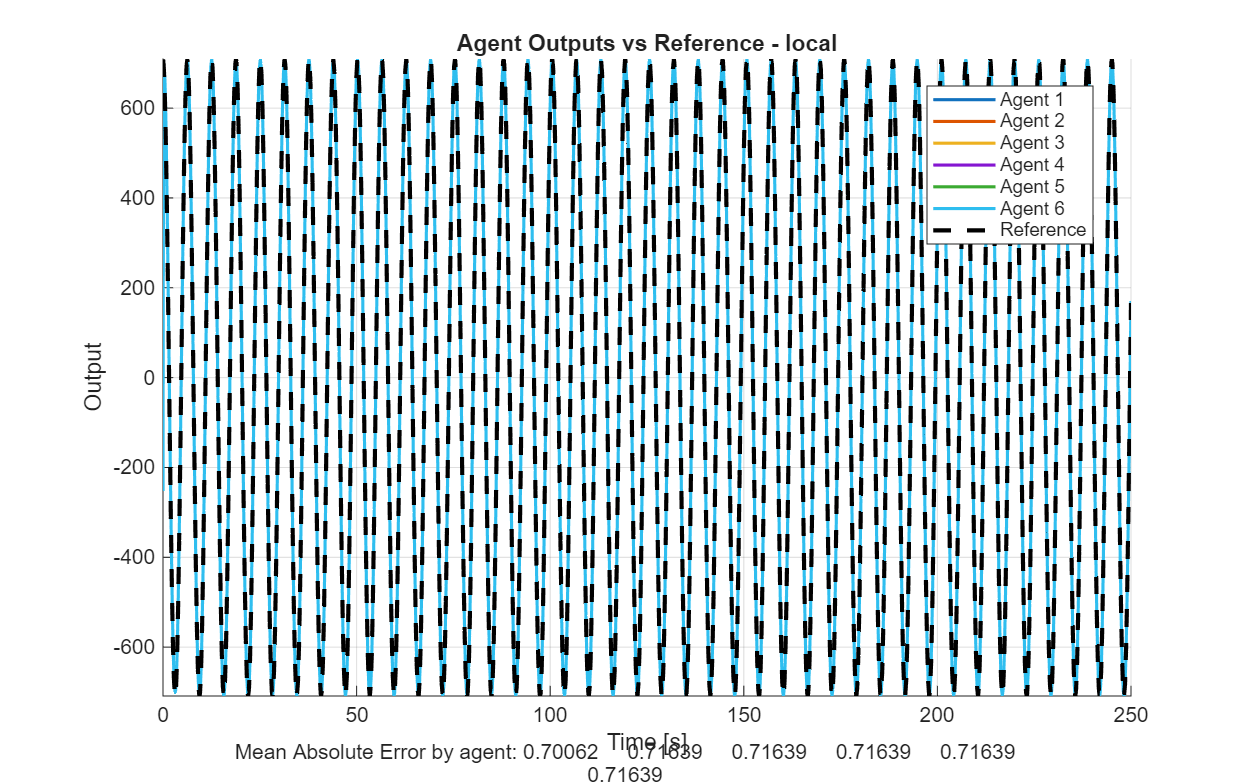 Agent Outputs vs Reference - local
600
400
200
0
-200
-400
-600
Output
Agent 1
Agent 2
Agent 3
Agent 4
Agent 5
Agent 6
Reference
0 50 100 150 200 250
Time [s]
Mean Absolute Error by agent: 0.70062 0.71639 0.71639 0.71639 0.71639
0.71639